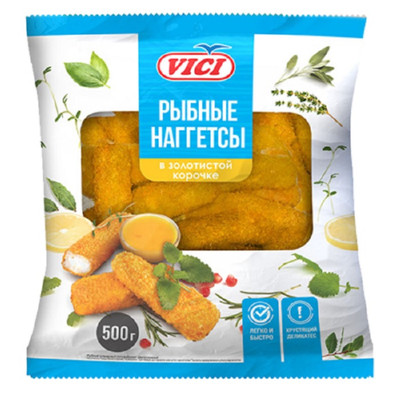 VICI
РЫБНЫЕ
НАГГЕТСЫ
в золотистой
корочке
500г
ЛЕГКО И
БЫСТРО
ХРУСТЯЩИЙ
ДЕЛИКАТЕС